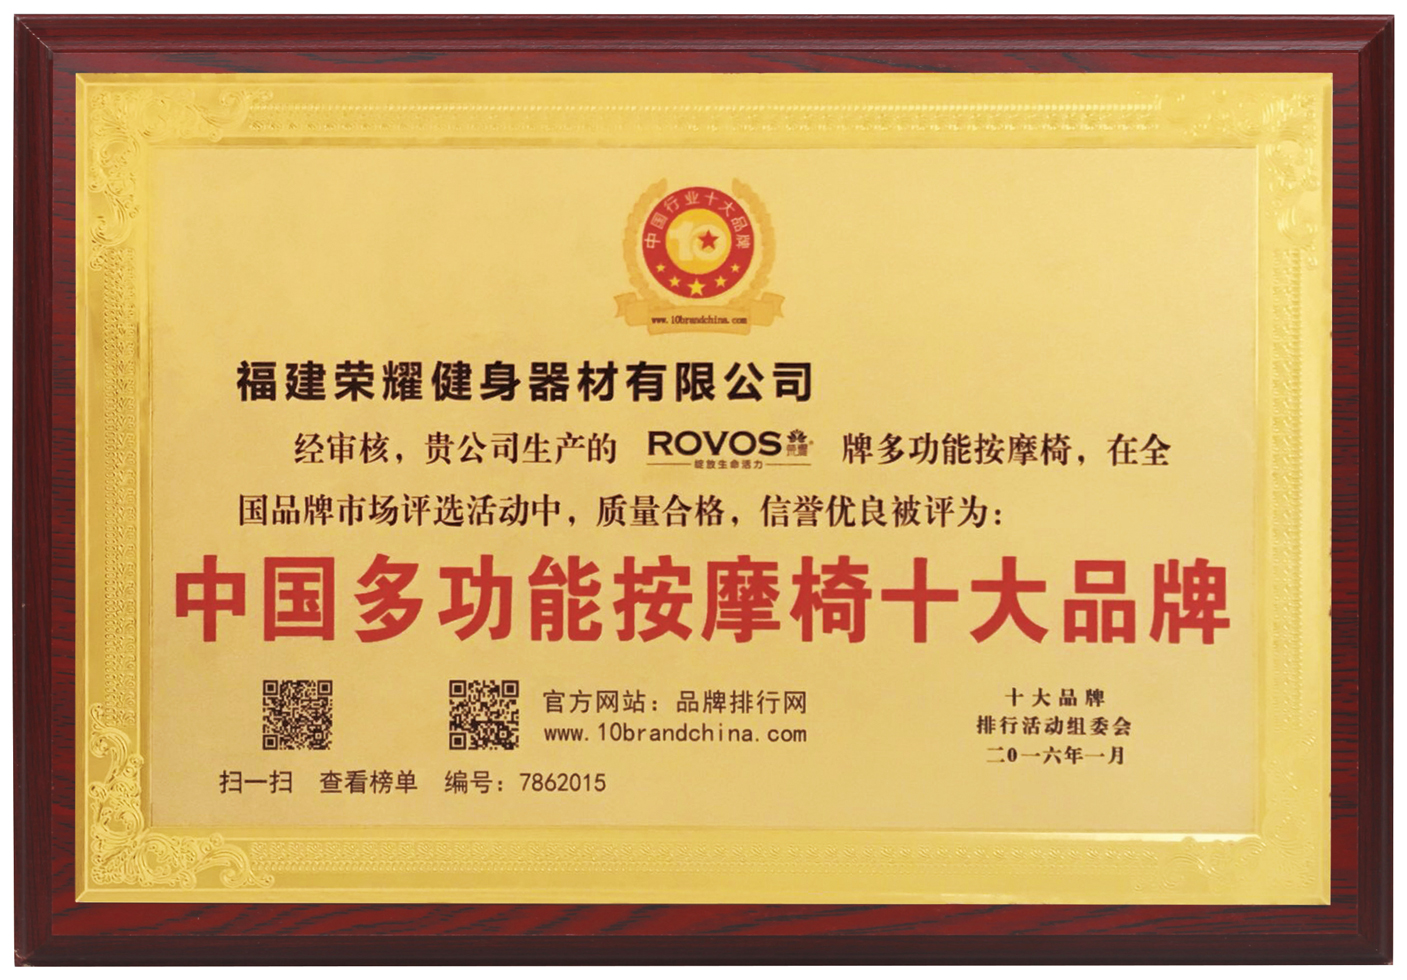 中国行业十大品牌
10
www.10brandchina.com
福建荣耀健身器材有限公司
经审核，贵公司生产的 ROVOS 荣耀® 牌多功能按摩椅，在全
绽放生命活力
国品牌市场评选活动中，质量合格，信誉优良被评为：
中国多功能按摩椅十大品牌
官方网站：品牌排行网
www.10brandchina.com
扫一扫 查看榜单 编号：7862015
十大品牌
排行活动组委会
二0一六年一月